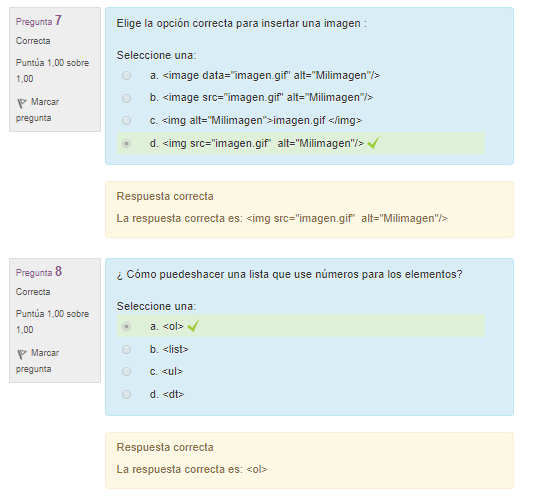 Pregunta 7
Correcta
Puntúa 1,00 sobre
1,00
Marcar
pregunta
Elige la opción correcta para insertar una imagen :
Seleccione una:
a. <image data="imagen.gif" alt="Milimagen"/>
b. <image src="imagen.gif" alt="Milimagen"/>
c. <img alt="Milimagen">imagen.gif </img>
d. <img src="imagen.gif"  alt="Milimagen"/>
Respuesta correcta
La respuesta correcta es: <img src="imagen.gif"  alt="Milimagen"/>
Pregunta 8
Correcta
Puntúa 1,00 sobre
1,00
Marcar
pregunta
¿ Cómo puedeshacer una lista que use números para los elementos?
Seleccione una:
a. <ol>
b. <list>
c. <ul>
d. <dt>
Respuesta correcta
La respuesta correcta es: <ol>